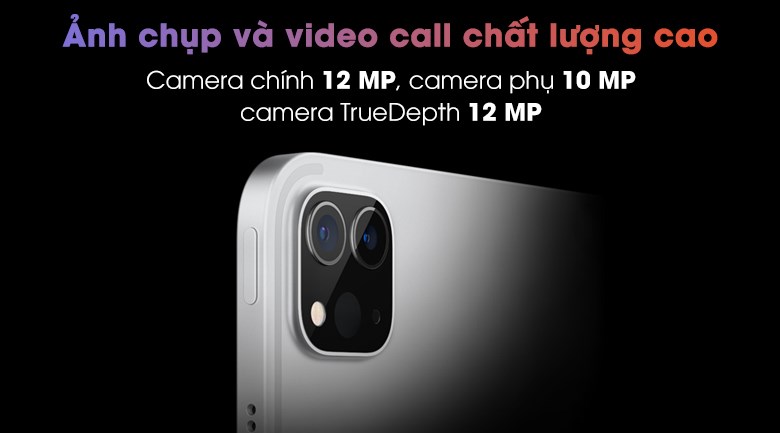 Ảnh chụp và video call chất lượng cao
Camera chính 12 MP, camera phụ 10 MP
camera TrueDepth 12 MP